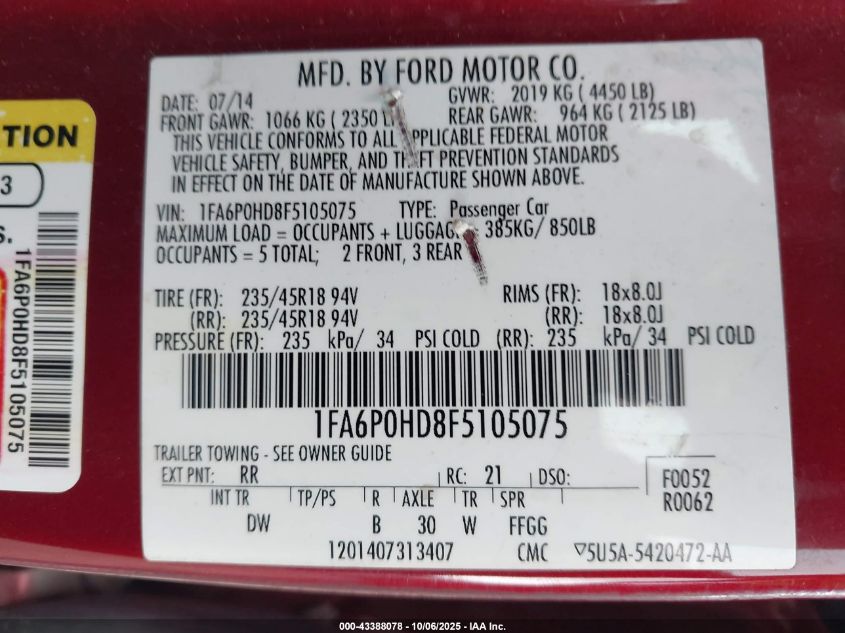 TION
3
S.
1FA6P0HD8F5105075
MFD. BY FORD MOTOR CO.
DATE: 07/14 GVWR: 2019 KG ( 4450 LB)
FRONT GAWR: 1066 KG ( 2350 L REAR GAWR: 964 KG ( 2125 LB)
THIS VEHICLE CONFORMS TO ALL APPLICABLE FEDERAL MOTOR
VEHICLE SAFETY, BUMPER, AND THEFT PREVENTION STANDARDS
IN EFFECT ON THE DATE OF MANUFACTURE SHOWN ABOVE.
VIN: 1FA6P0HD8F5105075 TYPE: Passenger Car
MAXIMUM LOAD = OCCUPANTS + LUGGAGE 385KG/ 850LB
OCCUPANTS = 5 TOTAL; 2 FRONT, 3 REAR
TIRE (FR): 235/45R18 94V RIMS (FR): 18x8.0J
(RR): 235/45R18 94V (RR): 18x8.0J
PRESSURE (FR): 235 kPa/ 34 PSI COLD (RR): 235 kPa/ 34 PSI COLD
1FA6P0HD8F5105075
TRAILER TOWING - SEE OWNER GUIDE
EXT PNT: RR RC: 21 DSO: F0052
R0062
INT TR TP/PS R AXLE TR SPR
DW B 30 W FFGG
1201407313407 CMC ▽5U5A-5420472-AA
000-43388078 - 10/06/2025 - IAA Inc.